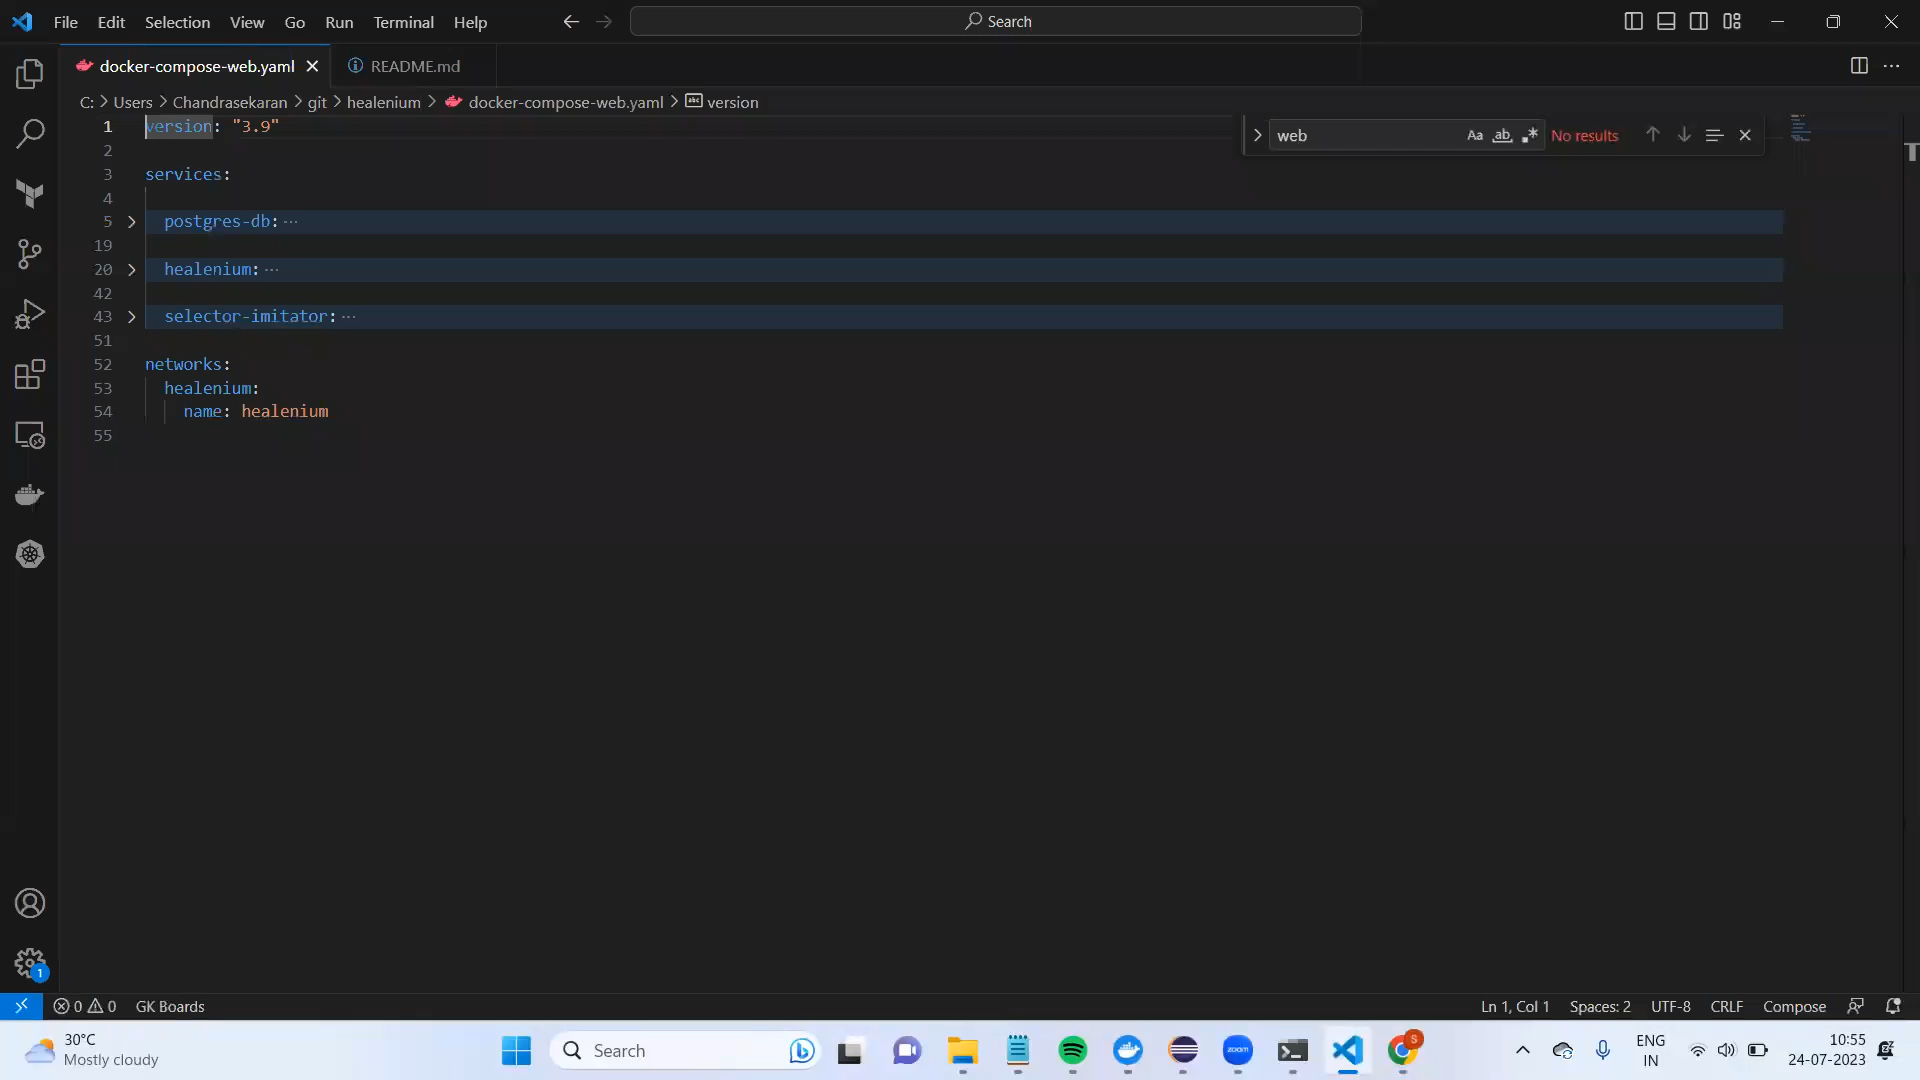 File Edit Selection View Go Run Terminal Help
Search
docker-compose-web.yaml
README.md
C: > Users > Chandrasekaran > git > healenium > docker-compose-web.yaml > version
1 version: "3.9"
2
3 services:
4
5 postgres-db:···
19
20 healenium:···
42
43 selector-imitator:···
51
52 networks:
53 healenium:
54 name: healenium
55
web
Aa ab No results
1
0 0 GK Boards
Ln 1, Col 1 Spaces: 2 UTF-8 CRLF Compose
30°C
Mostly cloudy
Search
zoom
S
ENG
IN
10:55
24-07-2023